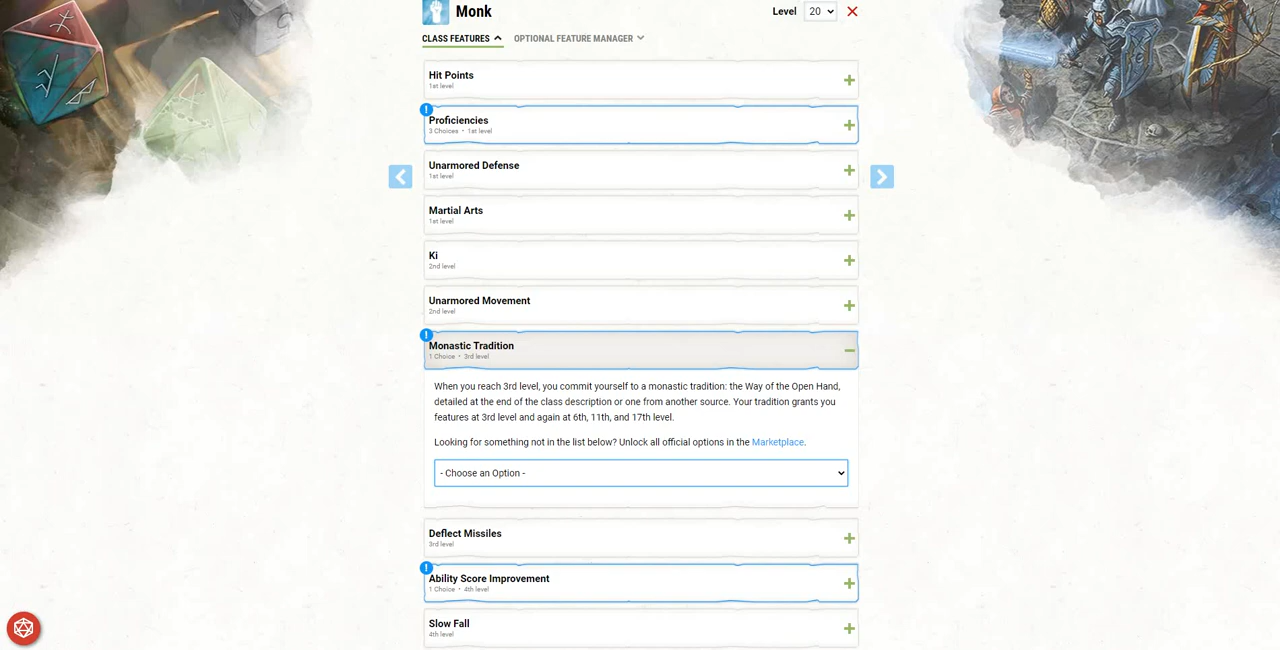 Monk
Level 20
CLASS FEATURES
OPTIONAL FEATURE MANAGER
Hit Points
1st level
!
Proficiencies
3 Choices • 1st level
Unarmored Defense
1st level
Martial Arts
1st level
Ki
2nd level
Unarmored Movement
2nd level
!
Monastic Tradition
1 Choice • 3rd level
When you reach 3rd level, you commit yourself to a monastic tradition: the Way of the Open Hand,
detailed at the end of the class description or one from another source. Your tradition grants you
features at 3rd level and again at 6th, 11th, and 17th level.
Looking for something not in the list below? Unlock all official options in the Marketplace.
- Choose an Option -
Deflect Missiles
3rd level
!
Ability Score Improvement
1 Choice • 4th level
Slow Fall
4th level